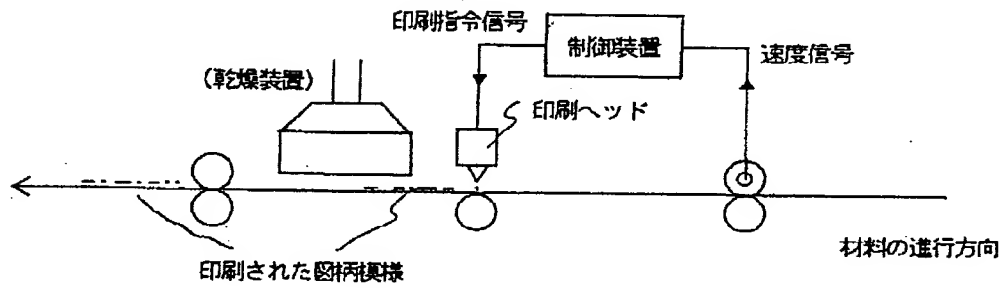 印刷指令信号
制御装置
速度信号
(乾燥装置)
印刷ヘッド
材料の進行方向
印刷された図柄模様